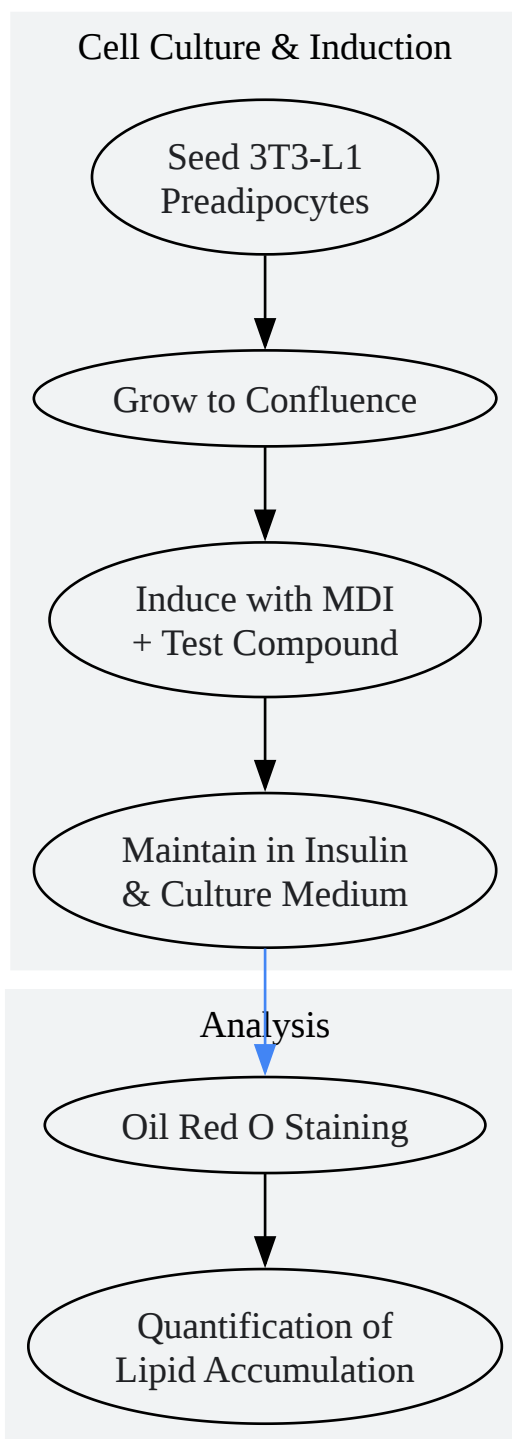 Cell Culture & Induction
Seed 3T3-L1
Preadipocytes
Grow to Confluence
Induce with MDI
+ Test Compound
Maintain in Insulin
& Culture Medium
Analysis
Oil Red O Staining
Quantification of
Lipid Accumulation